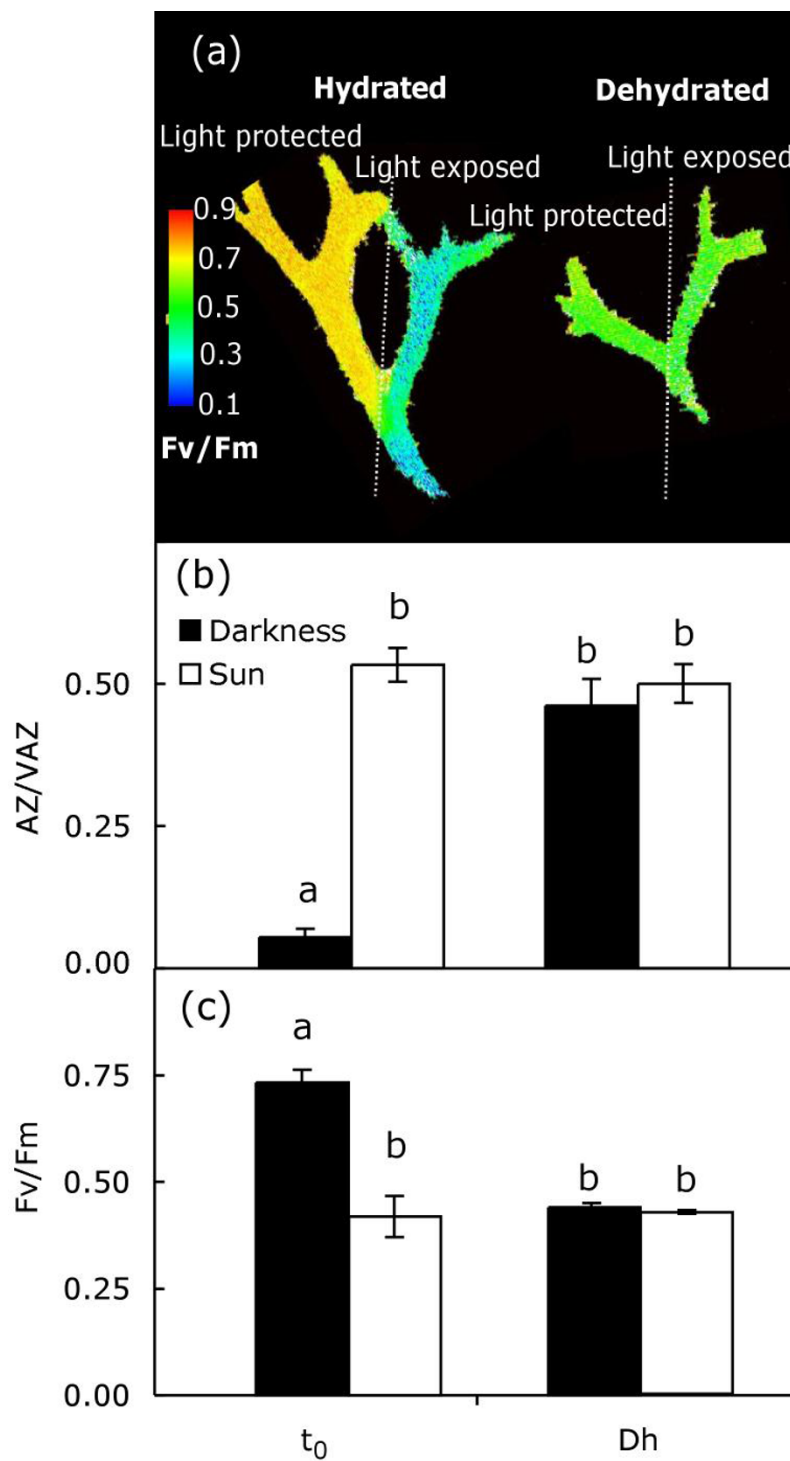 (a)
Hydrated
Dehydrated
Light protected
Light exposed
Light exposed
Light protected
0.9
0.7
0.5
0.3
0.1
Fv/Fm
(b)
b
b
b
Darkness
Sun
0.50
AZ/VAZ
0.25
a
0.00
(c)
a
0.75
b
b
b
Fv/Fm
0.50
0.25
0.00
t0
Dh